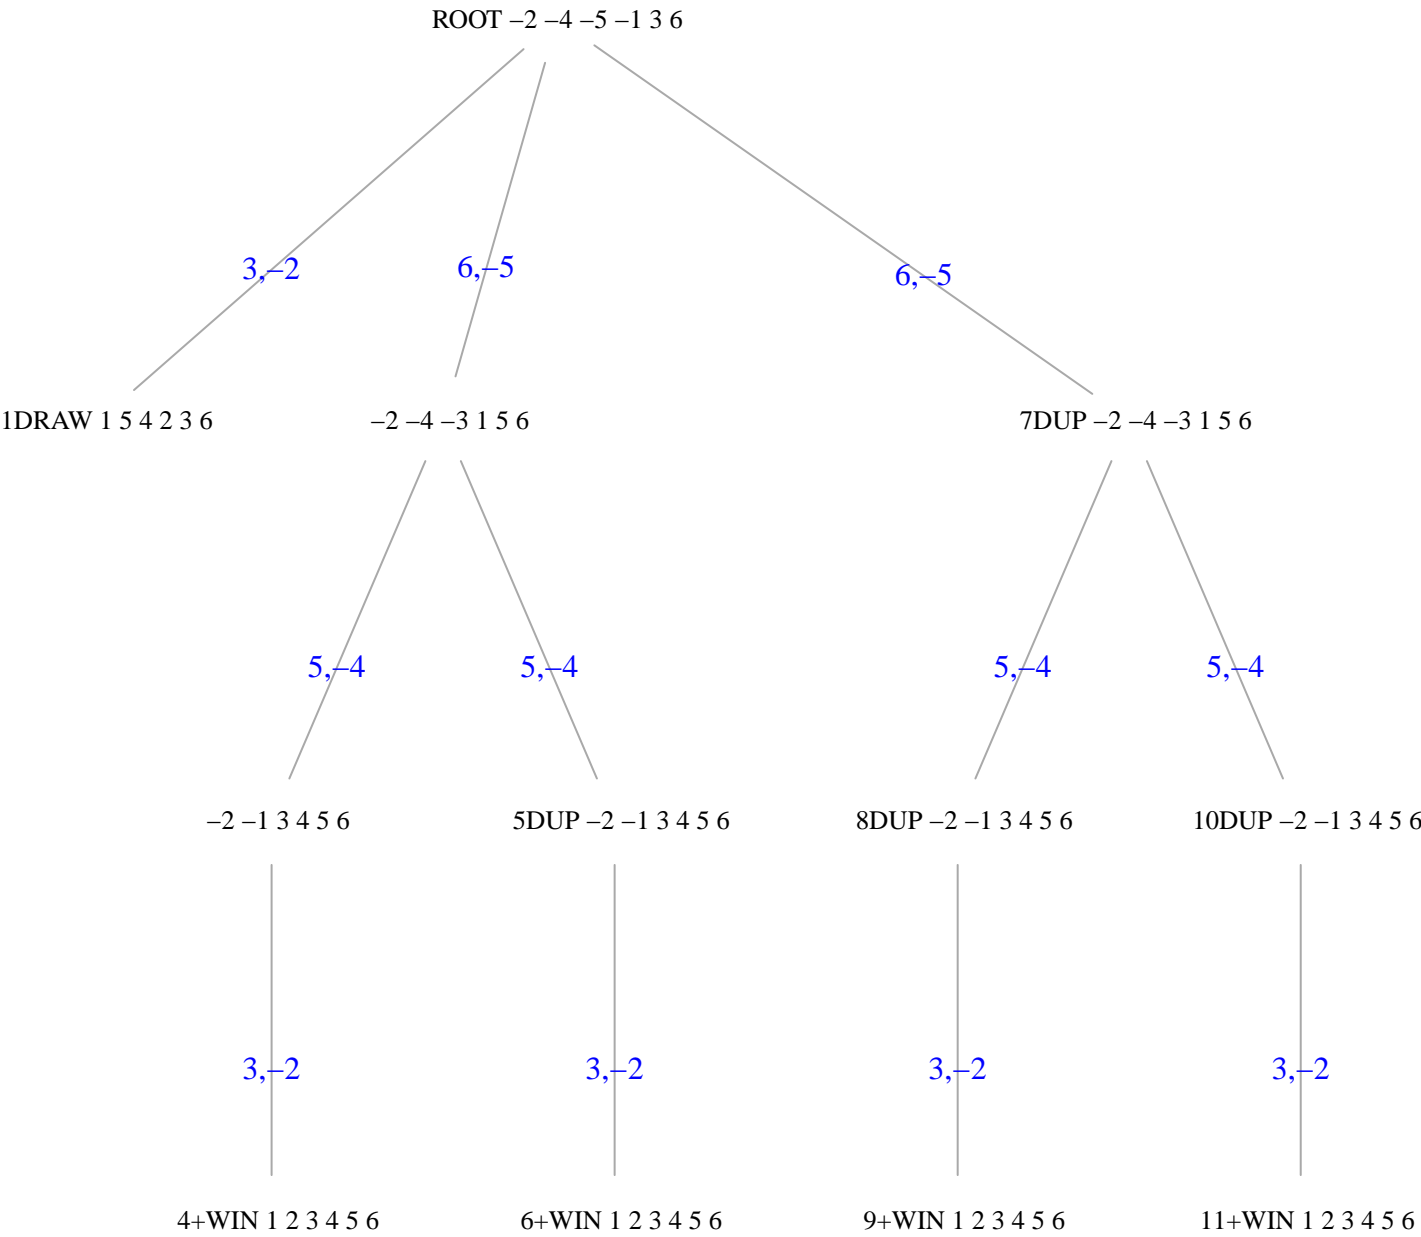 ROOT –2 –4 –5 –1 3 6
3,–2
6,–5
6,–5
1DRAW 1 5 4 2 3 6
–2 –4 –3 1 5 6
7DUP –2 –4 –3 1 5 6
5,–4
5,–4
5,–4
5,–4
–2 –1 3 4 5 6
5DUP –2 –1 3 4 5 6
8DUP –2 –1 3 4 5 6
10DUP –2 –1 3 4 5 6
3,–2
3,–2
3,–2
3,–2
4+WIN 1 2 3 4 5 6
6+WIN 1 2 3 4 5 6
9+WIN 1 2 3 4 5 6
11+WIN 1 2 3 4 5 6